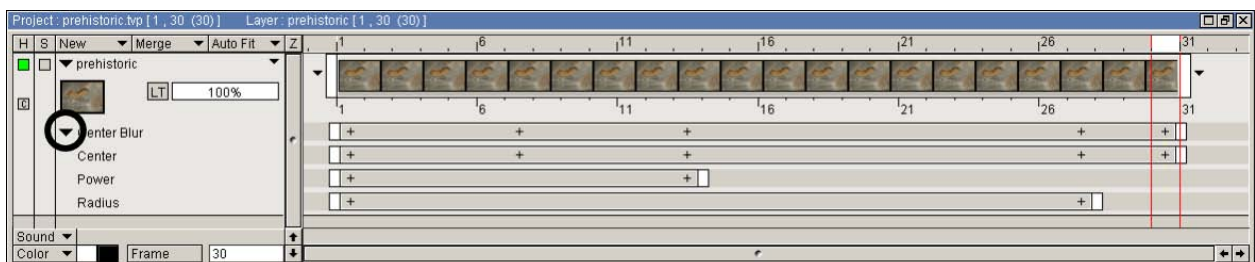 Project : prehistoric.tvp [ 1 , 30 (30) ] Layer : prehistoric [ 1 , 30 (30) ]
H S New Merge Auto Fit Z 1 6 11 16 21 26 31
prehistoric
LT 100%
C
1 6 11 16 21 26 31
Center Blur
Center
Power
Radius
Sound
Color Frame 30